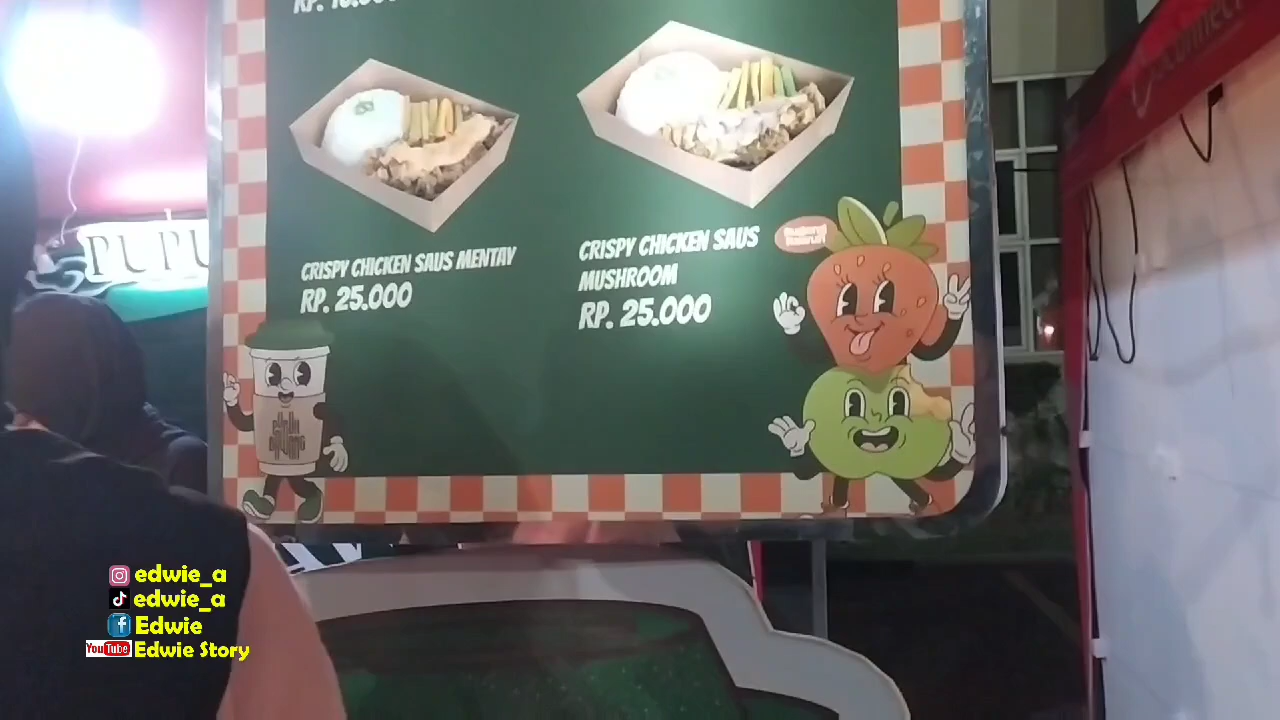 CRISPY CHICKEN SAUS MENTAY
RP. 25.000
CRISPY CHICKEN SAUS
MUSHROOM
RP. 25.000
PUPU
edwie_a
edwie_a
Edwie
YouTube Edwie Story